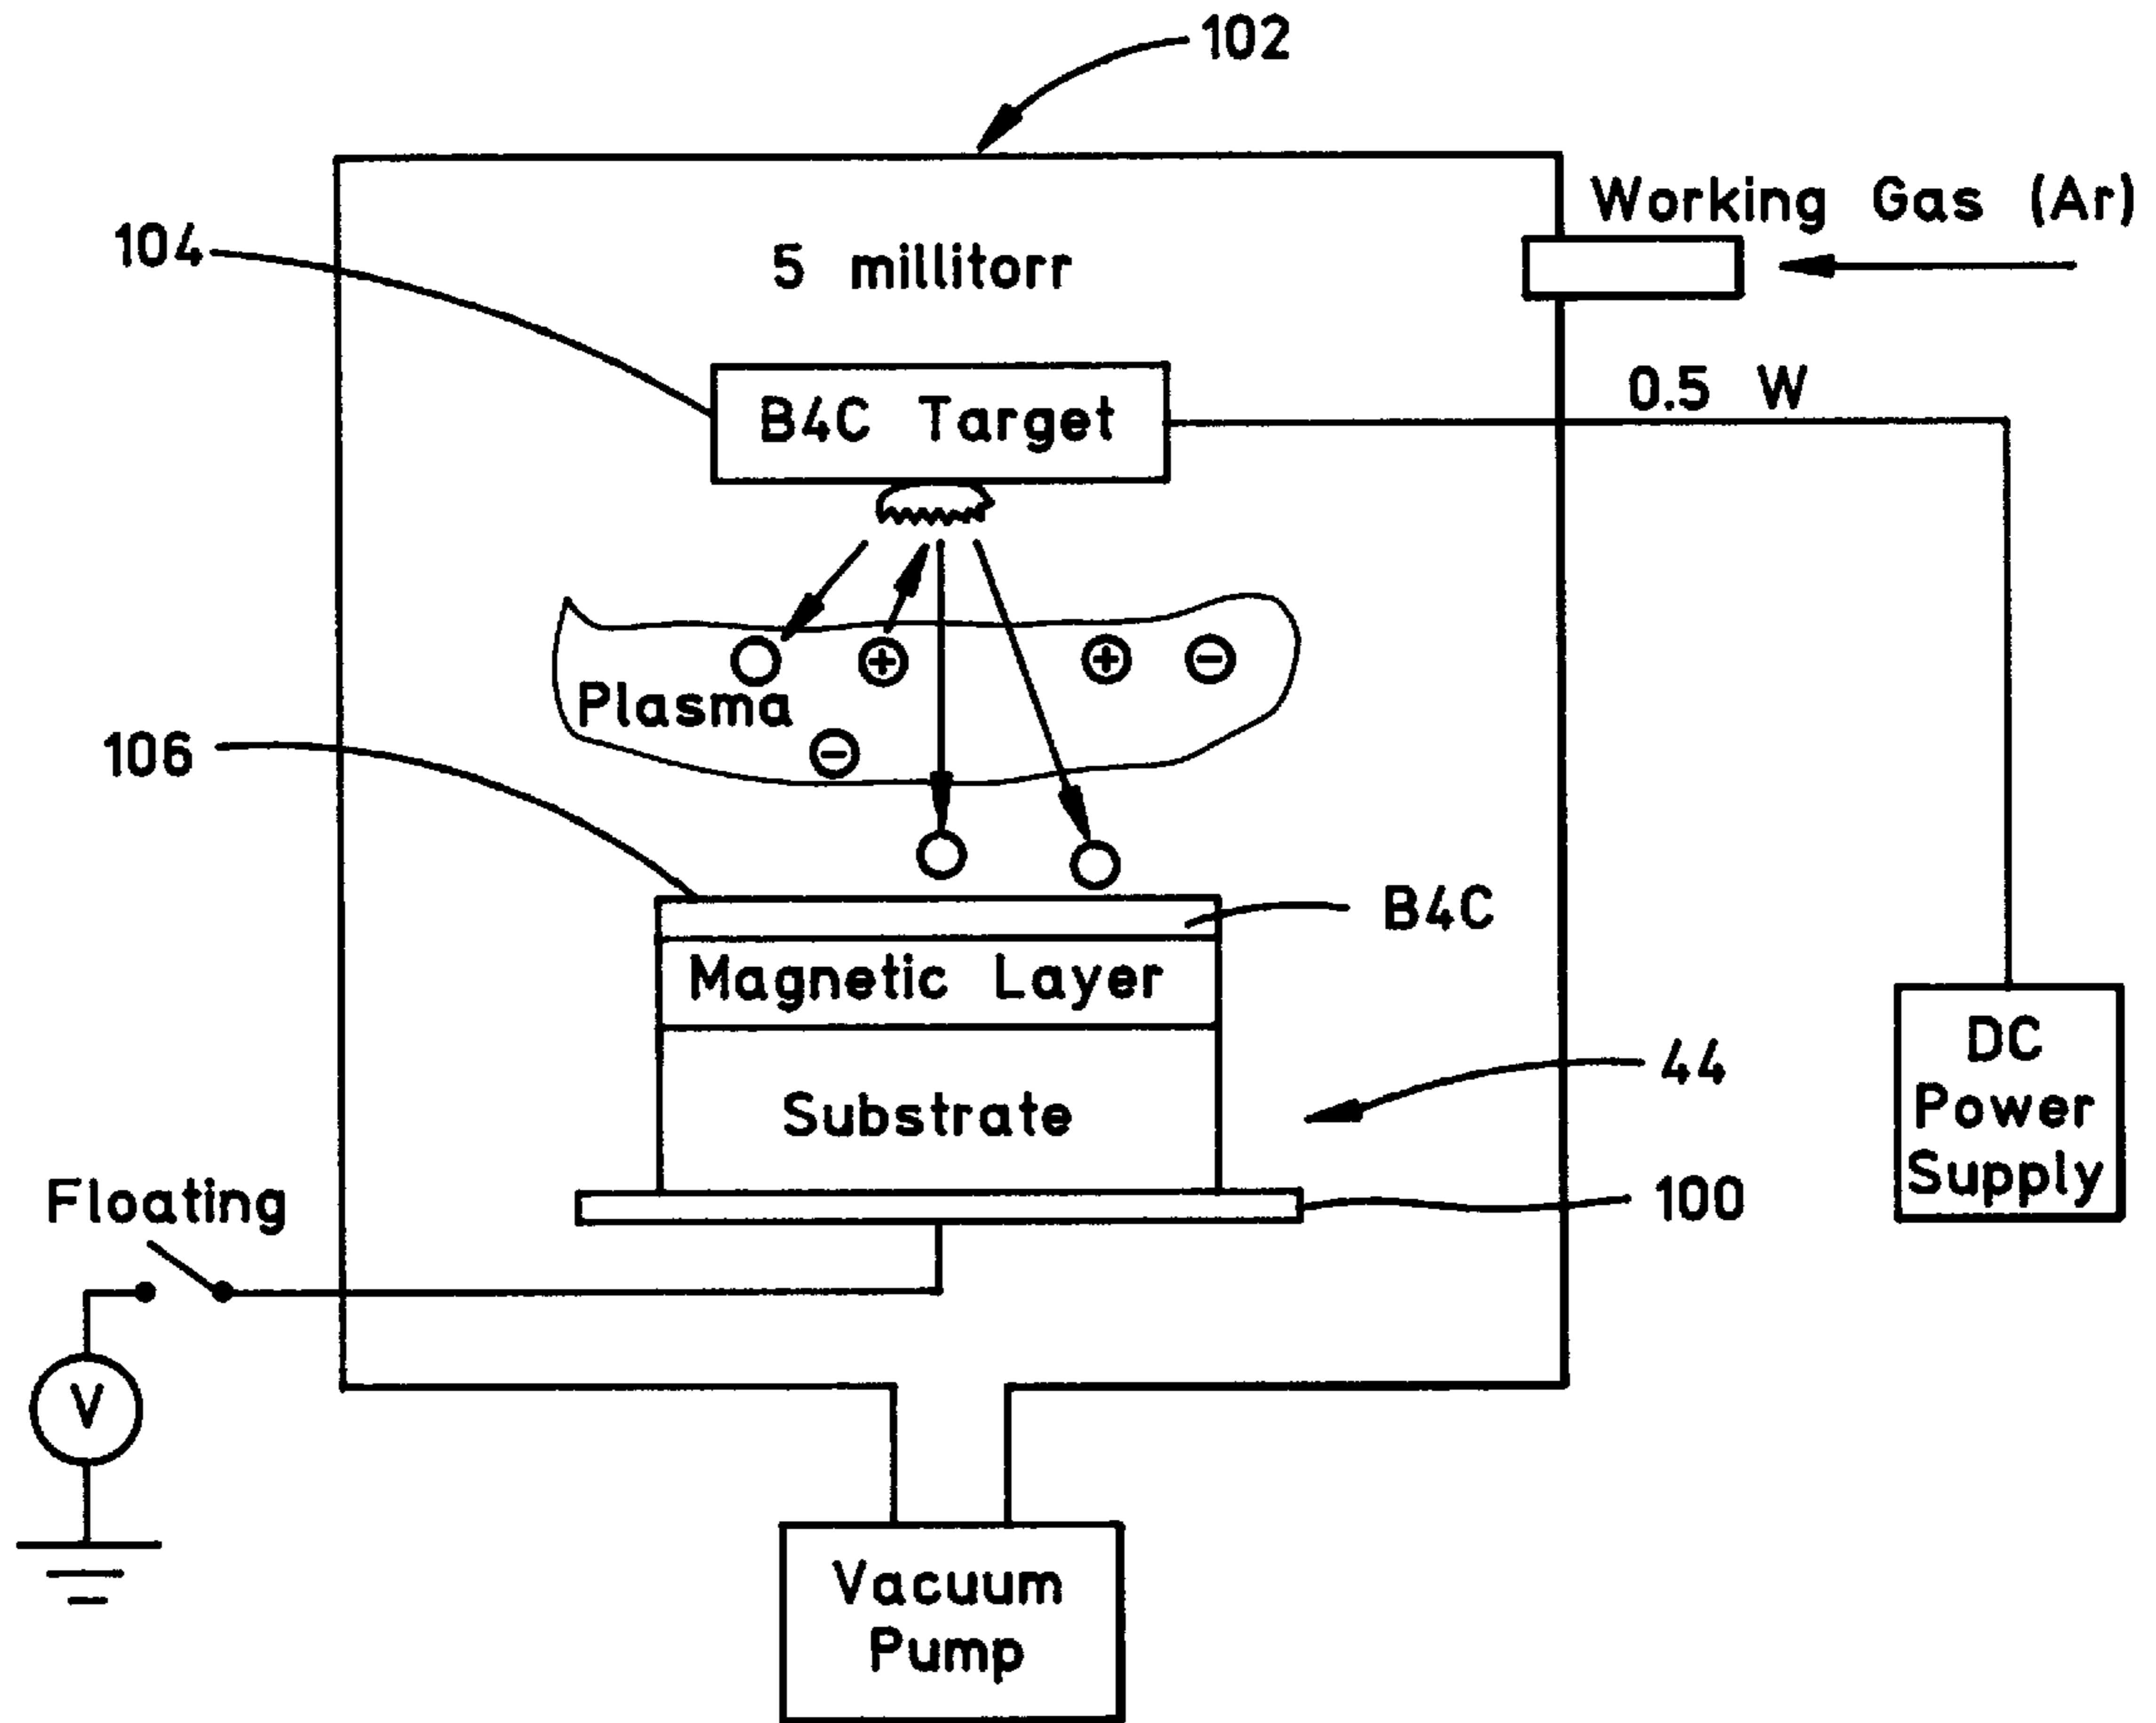 102
Working Gas (Ar)
104
5 millitorr
0.5 W
B4C Target
Plasma
106
B4C
Magnetic Layer
DC
Power
Supply
44
Substrate
Floating
100
V
Vacuum
Pump